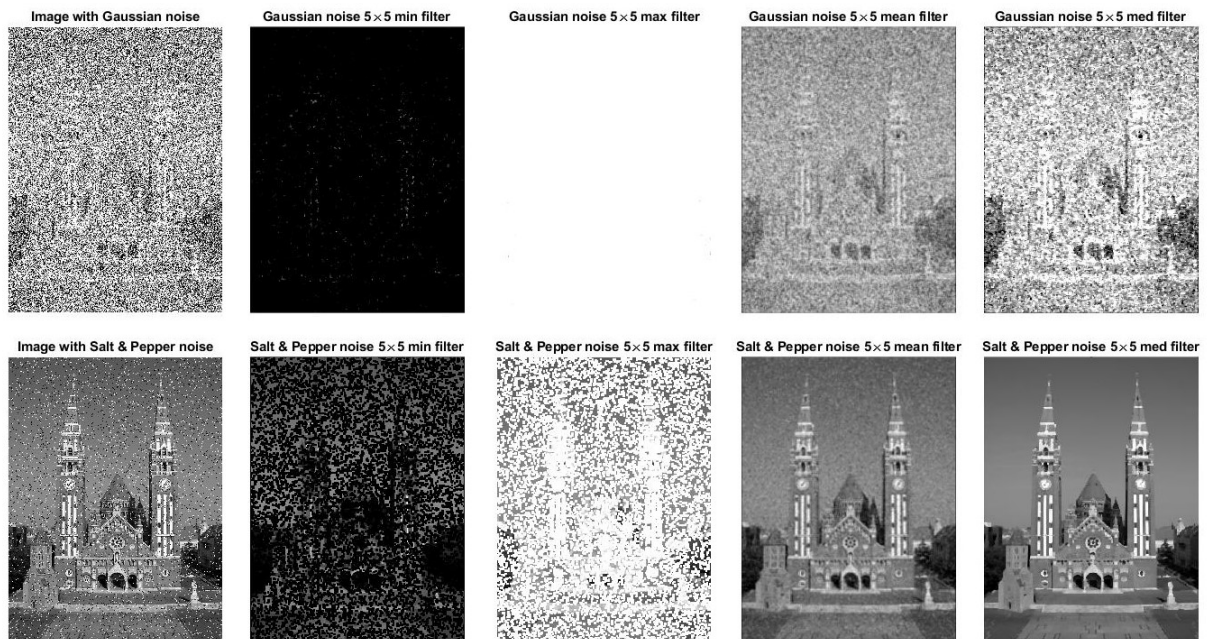 Image with Gaussian noise
Gaussian noise 5×5 min filter
Gaussian noise 5×5 max filter
Gaussian noise 5×5 mean filter
Gaussian noise 5×5 med filter
Image with Salt & Pepper noise
Salt & Pepper noise 5×5 min filter
Salt & Pepper noise 5×5 max filter
Salt & Pepper noise 5×5 mean filter
Salt & Pepper noise 5×5 med filter